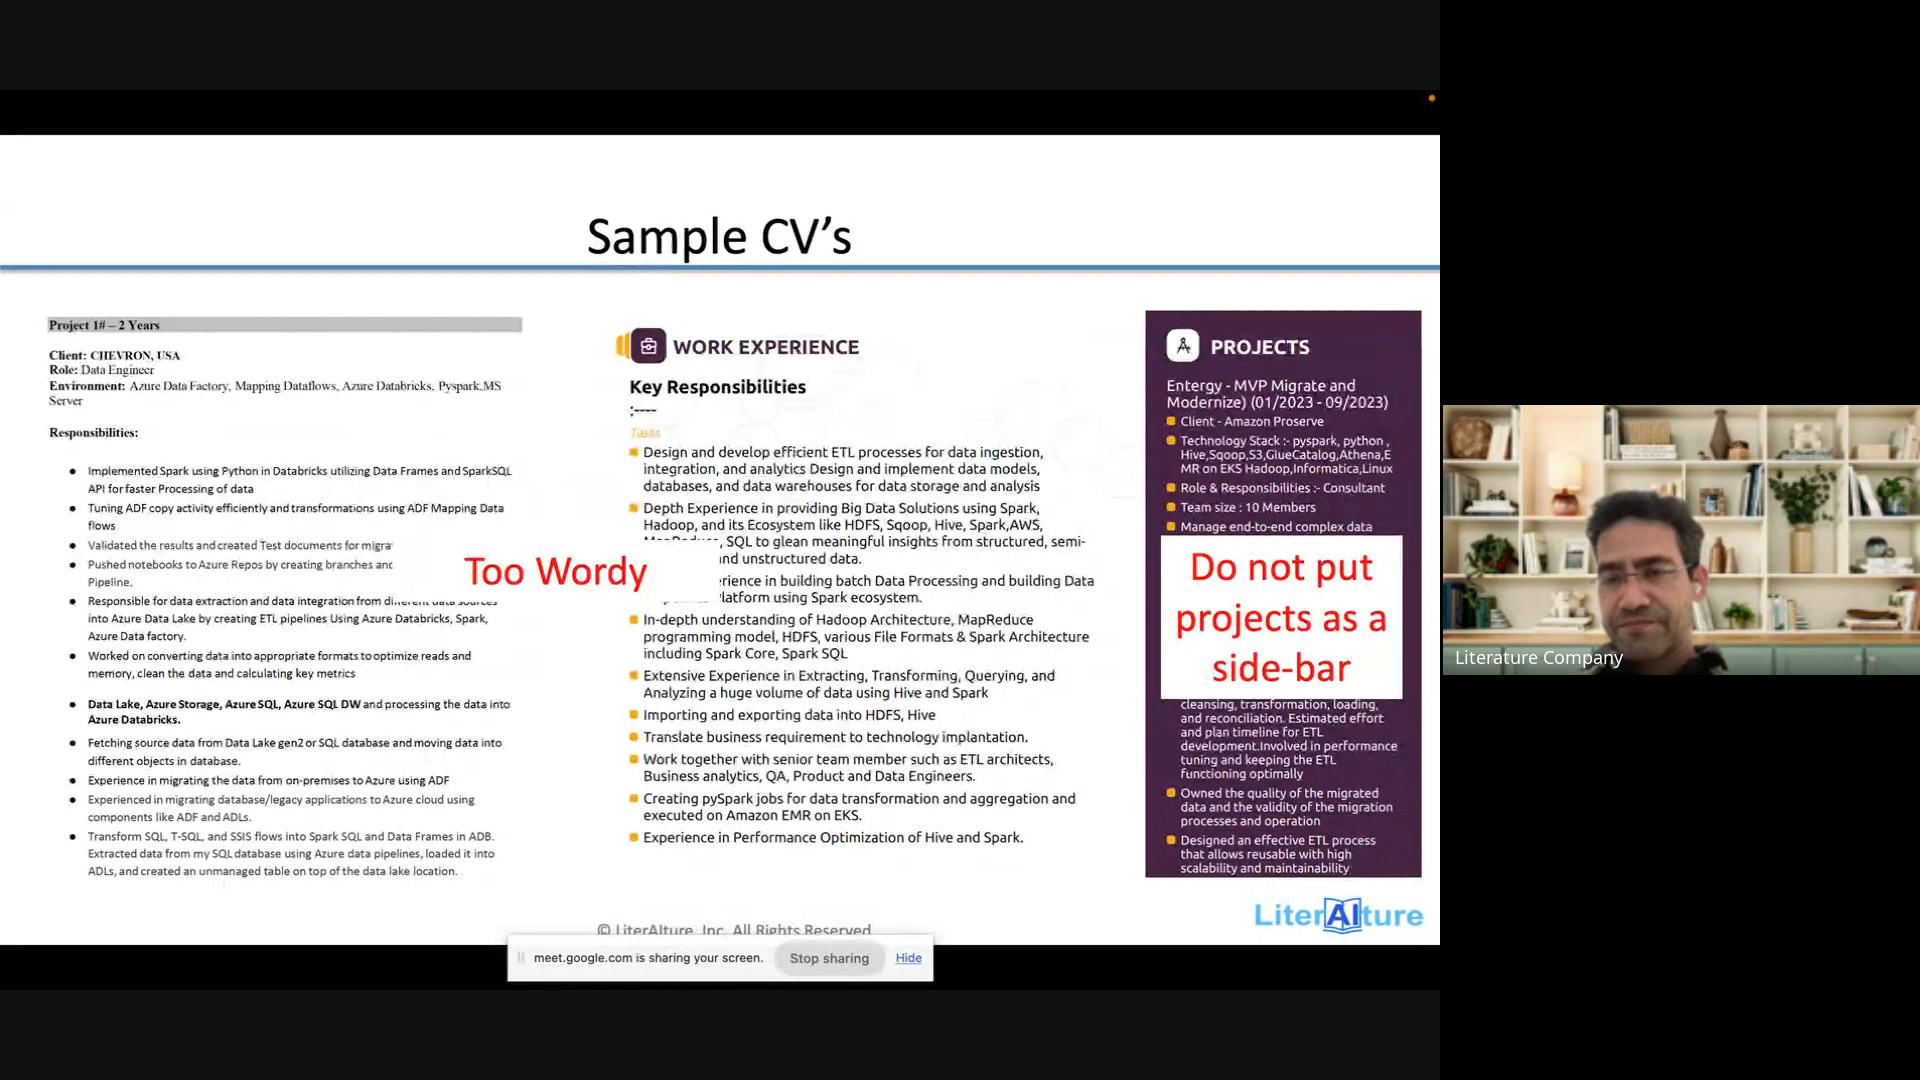 Sample CV’s
Project 1# – 2 Years
Client: CHEVRON, USA
Role: Data Engineer
Environment: Azure Data Factory, Mapping Dataflows, Azure Databricks, Pyspark,MS
Server
Responsibilities:
Implemented Spark using Python in Databricks utilizing Data Frames and SparkSQL
API for faster Processing of data
Tuning ADF copy activity efficiently and transformations using ADF Mapping Data
flows
Validated the results and created Test documents for migra
Pushed notebooks to Azure Repos by creating branches and
Pipeline.
Responsible for data extraction and data integration from different data sources
into Azure Data Lake by creating ETL pipelines Using Azure Databricks, Spark,
Azure Data factory.
Worked on converting data into appropriate formats to optimize reads and
memory, clean the data and calculating key metrics
Data Lake, Azure Storage, Azure SQL, Azure SQL DW and processing the data into
Azure Databricks.
Fetching source data from Data Lake gen2 or SQL database and moving data into
different objects in database.
Experience in migrating the data from on-premises to Azure using ADF
Experienced in migrating database/legacy applications to Azure cloud using
components like ADF and ADLs.
Transform SQL, T-SQL, and SSIS flows into Spark SQL and Data Frames in ADB.
Extracted data from my SQL database using Azure data pipelines, loaded it into
ADLs, and created an unmanaged table on top of the data lake location.
Too Wordy
WORK EXPERIENCE
Key Responsibilities
:----
Tasks
Design and develop efficient ETL processes for data ingestion,
integration, and analytics Design and implement data models,
databases, and data warehouses for data storage and analysis
Depth Experience in providing Big Data Solutions using Spark,
Hadoop, and its Ecosystem like HDFS, Sqoop, Hive, Spark,AWS,
MapReduce, SQL to glean meaningful insights from structured, semi-
nd unstructured data.
rience in building batch Data Processing and building Data
latform using Spark ecosystem.
In-depth understanding of Hadoop Architecture, MapReduce
programming model, HDFS, various File Formats & Spark Architecture
including Spark Core, Spark SQL
Extensive Experience in Extracting, Transforming, Querying, and
Analyzing a huge volume of data using Hive and Spark
Importing and exporting data into HDFS, Hive
Translate business requirement to technology implantation.
Work together with senior team member such as ETL architects,
Business analytics, QA, Product and Data Engineers.
Creating pySpark jobs for data transformation and aggregation and
executed on Amazon EMR on EKS.
Experience in Performance Optimization of Hive and Spark.
PROJECTS
Entergy - MVP Migrate and
Modernize) (01/2023 - 09/2023)
Client - Amazon Proserve
Technology Stack :- pyspark, python ,
Hive,Sqoop,S3,GlueCatalog,Athena,E
MR on EKS Hadoop,Informatica,Linux
Role & Responsibilities :- Consultant
Team size : 10 Members
Manage end-to-end complex data
Do not put
projects as a
side-bar
cleansing, transformation, loading,
and reconciliation. Estimated effort
and plan timeline for ETL
development.Involved in performance
tuning and keeping the ETL
functioning optimally
Owned the quality of the migrated
data and the validity of the migration
processes and operation
Designed an effective ETL process
that allows reusable with high
scalability and maintainability
LiterAIture
© LiterAIture, Inc. All Rights Reserved
meet.google.com is sharing your screen.
Stop sharing
Hide
Literature Company